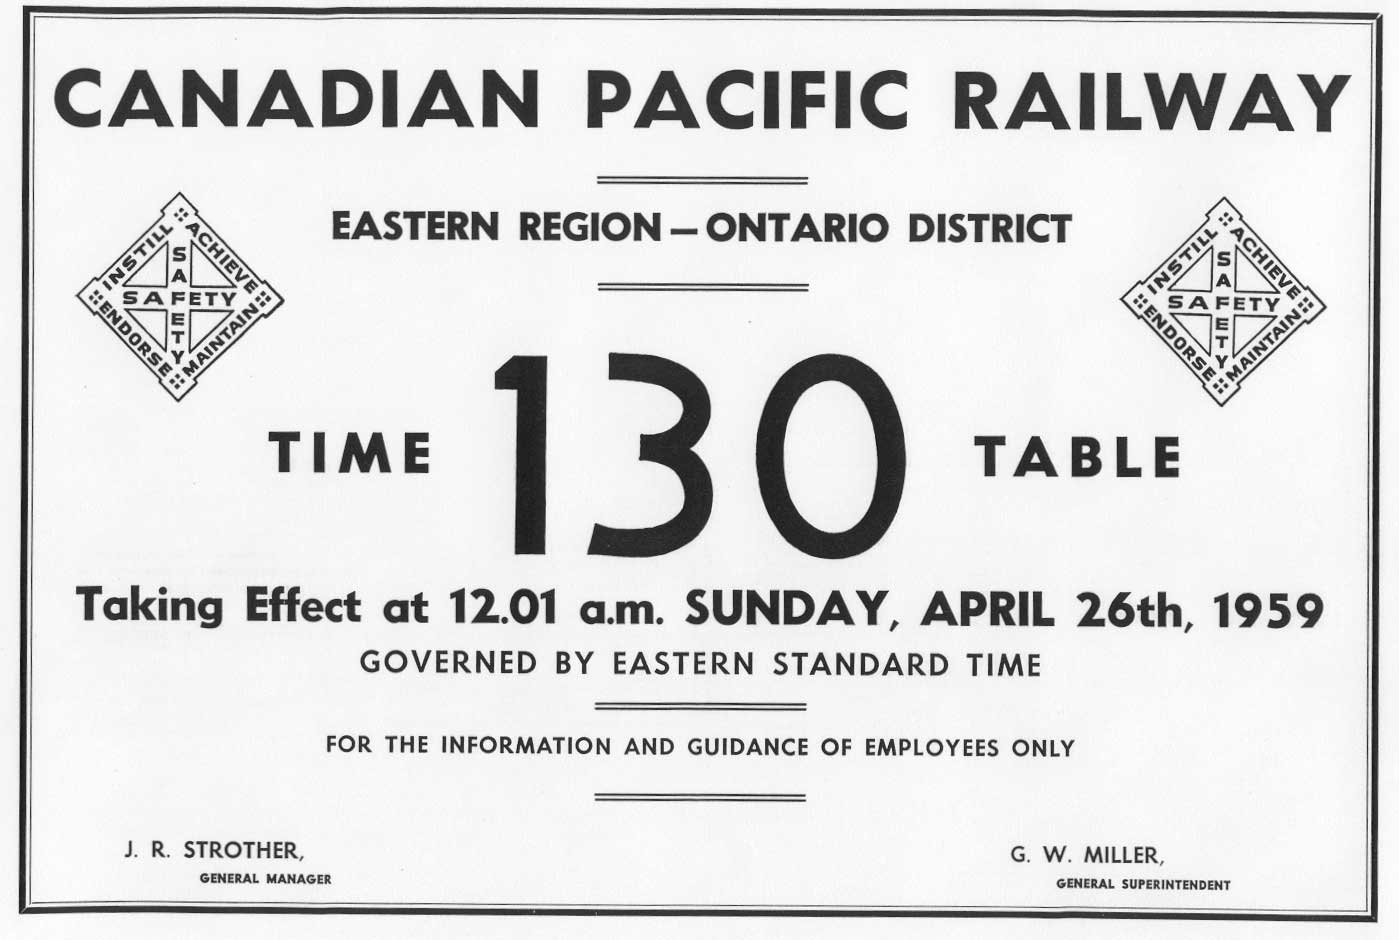 CANADIAN PACIFIC RAILWAY
EASTERN REGION — ONTARIO DISTRICT
INSTILL ACHIEVE
SAFETY
SAFETY
ENDORSE MAINTAIN
INSTILL ACHIEVE
SAFETY
SAFETY
ENDORSE MAINTAIN
TIME 130 TABLE
Taking Effect at 12.01 a.m. SUNDAY, APRIL 26th, 1959
GOVERNED BY EASTERN STANDARD TIME
FOR THE INFORMATION AND GUIDANCE OF EMPLOYEES ONLY
J. R. STROTHER,
GENERAL MANAGER
G. W. MILLER,
GENERAL SUPERINTENDENT